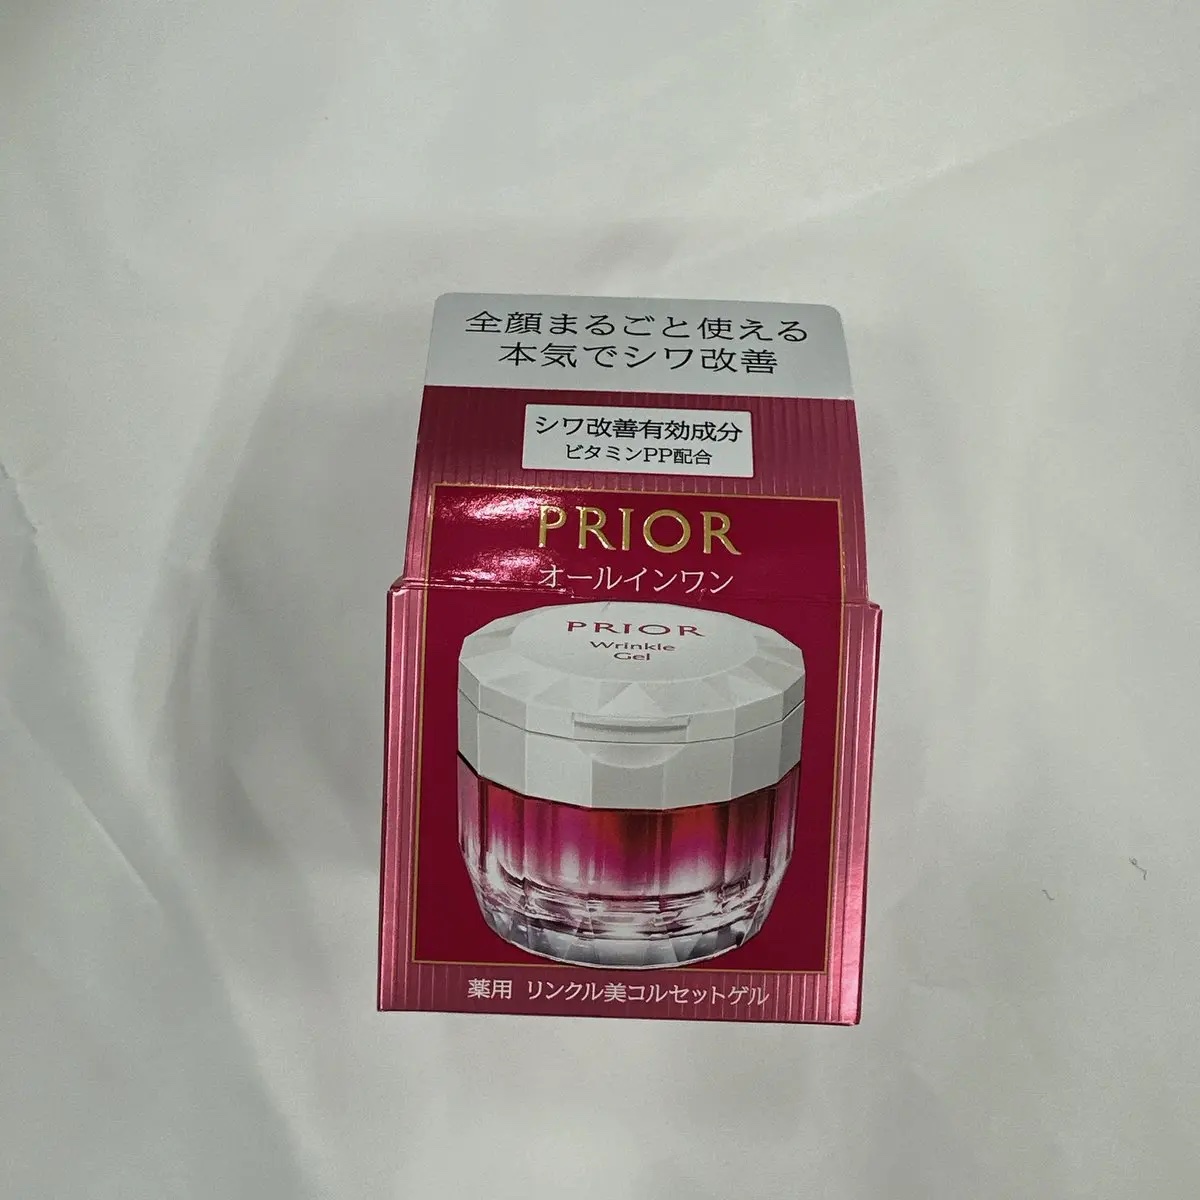 全顔まるごと使える
本気でシワ改善
シワ改善有効成分
ビタミンPP配合
PRIOR
オールインワン
PRIOR
Wrinkle
Gel
薬用 リンクル美コルセットゲル